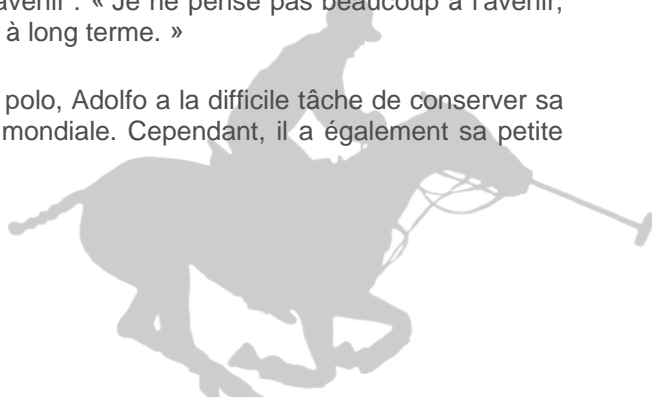 avenir : « Je ne pense pas beaucoup à l'avenir,
à long terme. »
polo, Adolfo a la difficile tâche de conserver sa
mondiale. Cependant, il a également sa petite